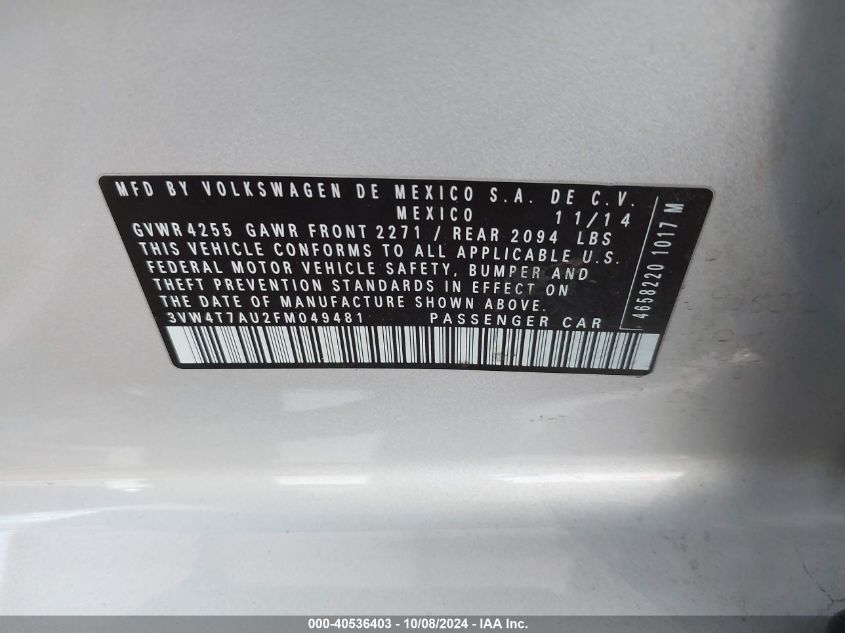 MFD BY VOLKSWAGEN DE MEXICO S.A. DE C.V.
MEXICO 11/14
GVWR 4255 GAWR FRONT 2271 / REAR 2094 LBS
THIS VEHICLE CONFORMS TO ALL APPLICABLE U.S.
FEDERAL MOTOR VEHICLE SAFETY, BUMPER AND
THEFT PREVENTION STANDARDS IN EFFECT ON
THE DATE OF MANUFACTURE SHOWN ABOVE.
3VW4T7AU2FM049481 PASSENGER CAR
4658220 1017 M
000-40536403 - 10/08/2024 - IAA Inc.